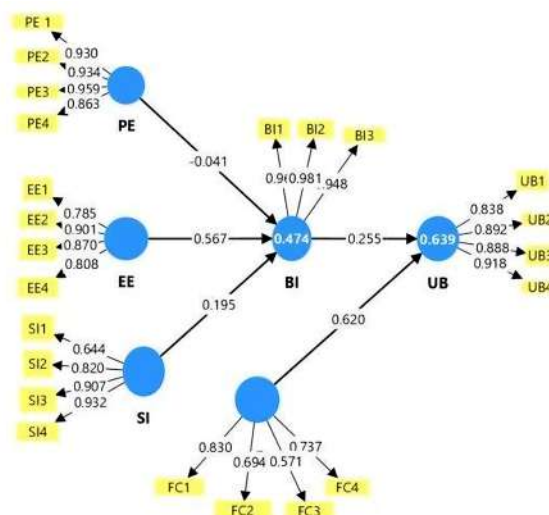 PE 1
PE2
PE3
PE4
0.930
0.934
0.959
0.863
PE
-0.041
BI1
BI2
BI3
0.981
EE1
EE2
EE3
EE4
0.785
0.901
0.870
0.808
EE
0.567
0.474
BI
0.255
0.639
UB
0.838
0.892
0.888
0.918
UB1
UB2
UB3
UB4
0.195
0.620
SI1
SI2
SI3
SI4
0.644
0.820
0.907
0.932
SI
0.830
0.694
0.571
0.737
FC1
FC2
FC3
FC4